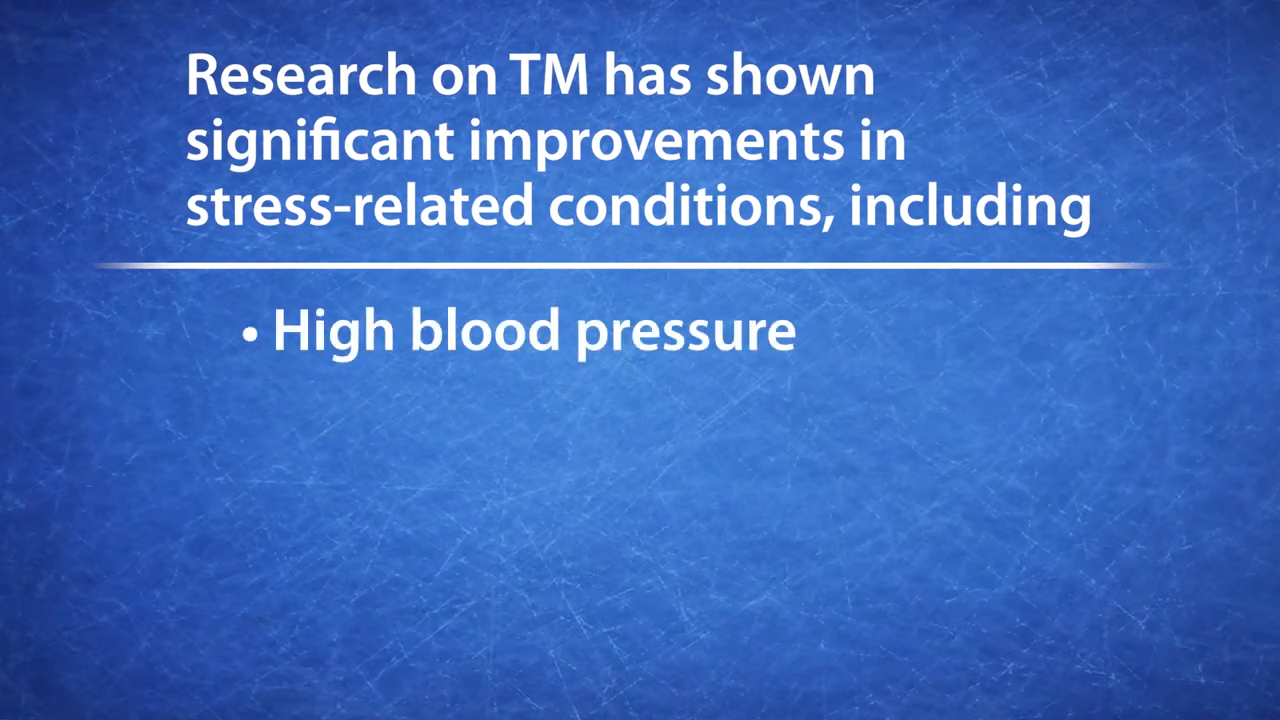 Research on TM has shown
significant improvements in
stress-related conditions, including
• High blood pressure